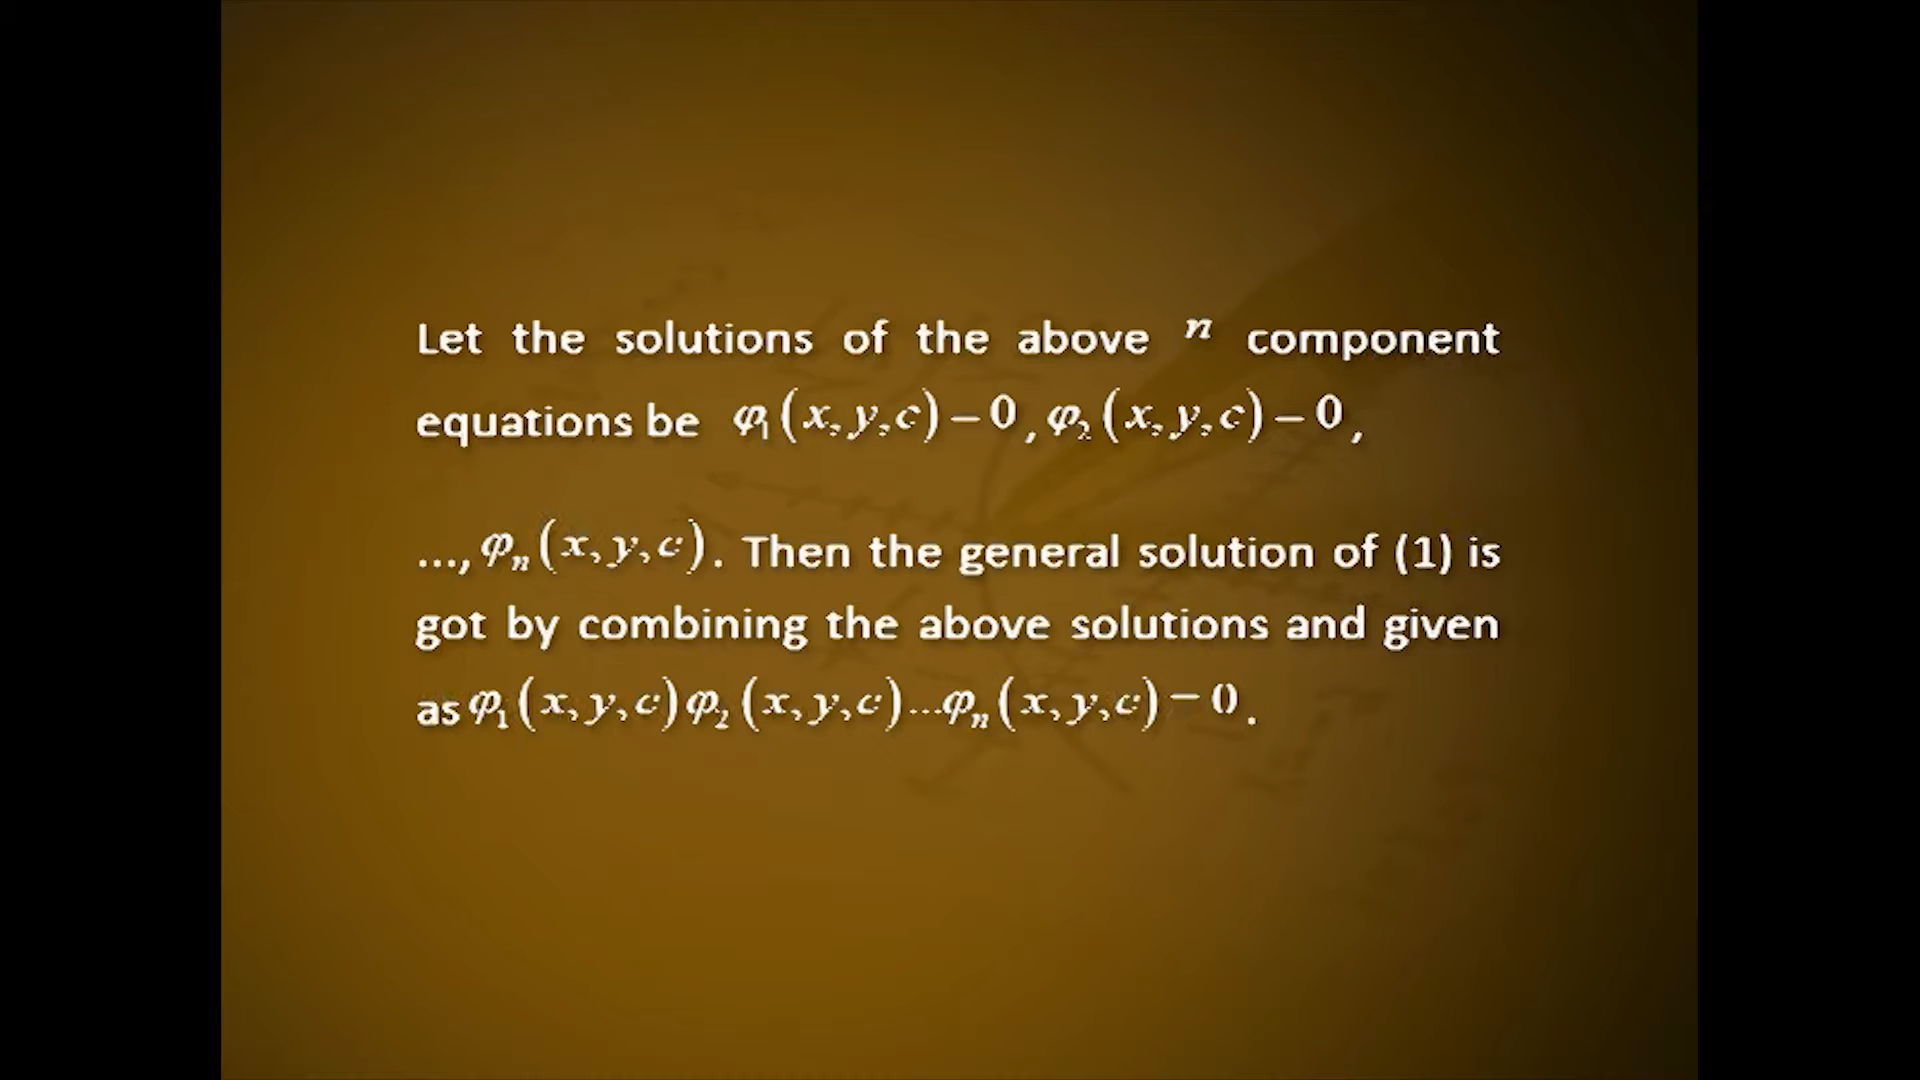 Let the solutions of the above n component
equations be φ₁(x,y,c)=0, φ₂(x,y,c)=0,
..., φₙ(x,y,c). Then the general solution of (1) is
got by combining the above solutions and given
as φ₁(x,y,c)φ₂(x,y,c)...φₙ(x,y,c)=0.